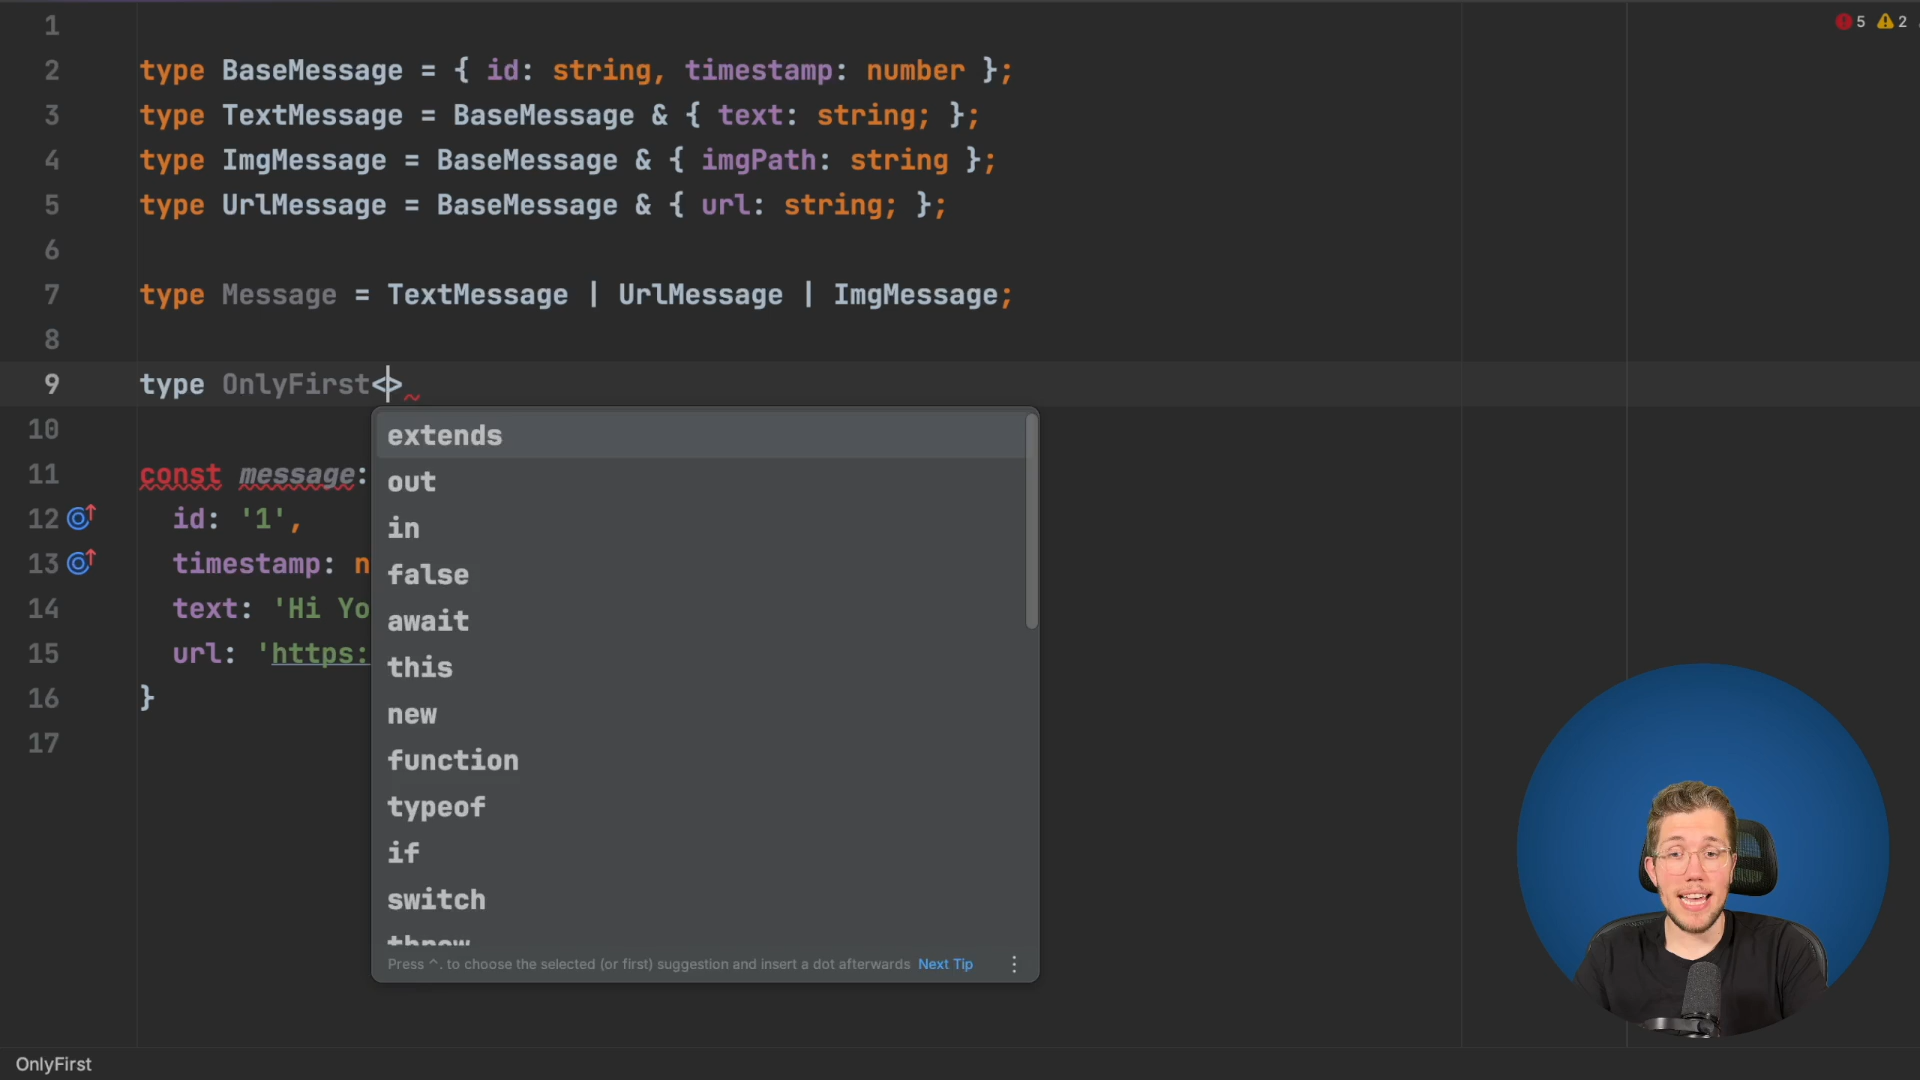 5 2
1
2 type BaseMessage = { id: string, timestamp: number };
3 type TextMessage = BaseMessage & { text: string; };
4 type ImgMessage = BaseMessage & { imgPath: string };
5 type UrlMessage = BaseMessage & { url: string; };
6
7 type Message = TextMessage | UrlMessage | ImgMessage;
8
9 type OnlyFirst<>
10
11 const message:
12 id: '1',
13 timestamp: n
14 text: 'Hi Yo
15 url: 'https:
16 }
17
extends
out
in
false
await
this
new
function
typeof
if
switch
throw
Press ^. to choose the selected (or first) suggestion and insert a dot afterwards Next Tip
OnlyFirst